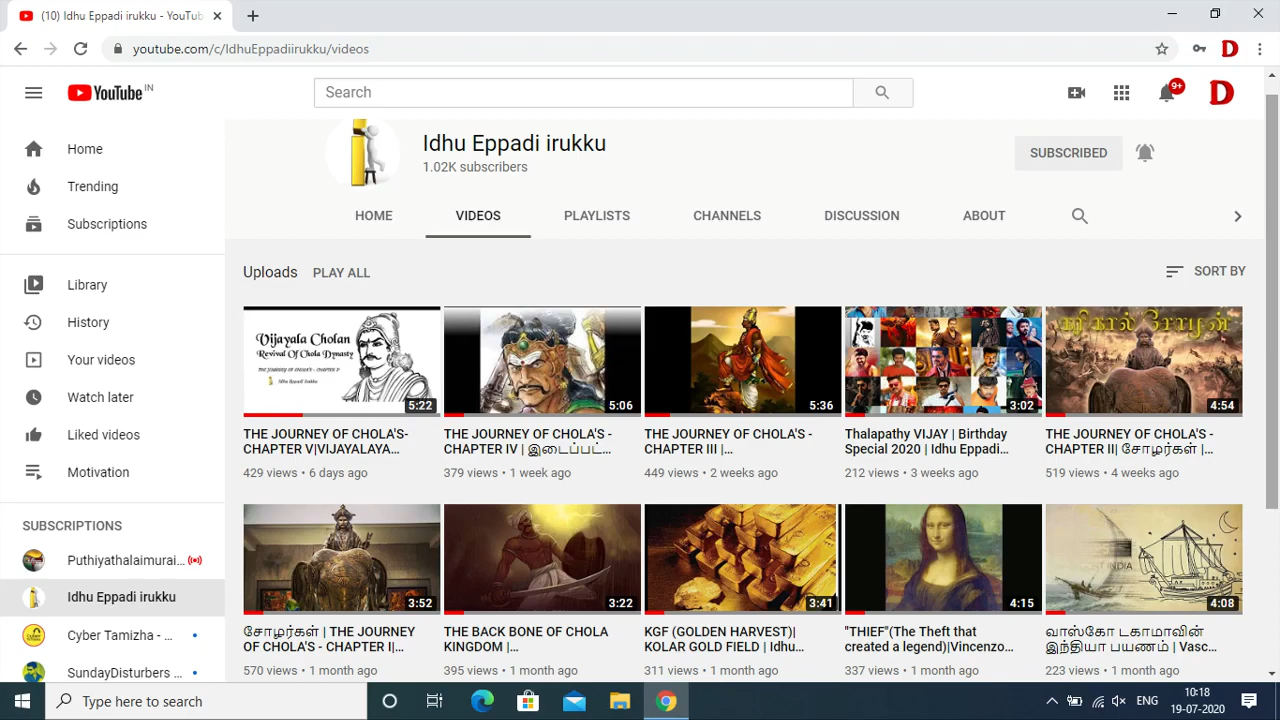 (10) Idhu Eppadi irukku - YouTub
youtube.com/c/IdhuEppadiirukku/videos
YouTube IN
Search
9+
Home
Trending
Subscriptions
Library
History
Your videos
Watch later
Liked videos
Motivation
SUBSCRIPTIONS
Puthiyathalaimurai...
Idhu Eppadi irukku
Cyber Tamizha - ...
SundayDisturbers ...
Idhu Eppadi irukku
1.02K subscribers
SUBSCRIBED
HOME VIDEOS PLAYLISTS CHANNELS DISCUSSION ABOUT
Uploads PLAY ALL
SORT BY
Vijayala Cholan
Revival Of Chola Dynasty
THE JOURNEY OF CHOLA'S - CHAPTER V
Idhu Eppadi Irukku
5:22
THE JOURNEY OF CHOLA'S-
CHAPTER V|VIJAYALAYA...
429 views • 6 days ago
5:06
THE JOURNEY OF CHOLA'S -
CHAPTER IV | இடைப்பட்...
379 views • 1 week ago
5:36
THE JOURNEY OF CHOLA'S -
CHAPTER III |...
449 views • 2 weeks ago
3:02
Thalapathy VIJAY | Birthday
Special 2020 | Idhu Eppadi...
212 views • 3 weeks ago
கரிகால் சோழன்
4:54
THE JOURNEY OF CHOLA'S -
CHAPTER II| சோழர்கள் |...
519 views • 4 weeks ago
3:52
சோழர்கள் | THE JOURNEY
OF CHOLA'S - CHAPTER I|...
570 views • 1 month ago
3:22
THE BACK BONE OF CHOLA
KINGDOM |...
395 views • 1 month ago
3:41
KGF (GOLDEN HARVEST)|
KOLAR GOLD FIELD | Idhu...
311 views • 1 month ago
4:15
"THIEF"(The Theft that
created a legend)|Vincenzo...
337 views • 1 month ago
INDIA
4:08
வாஸ்கோ டகாமாவின்
இந்தியா பயணம் | Vasc...
223 views • 1 month ago
Type here to search
ENG
10:18
19-07-2020